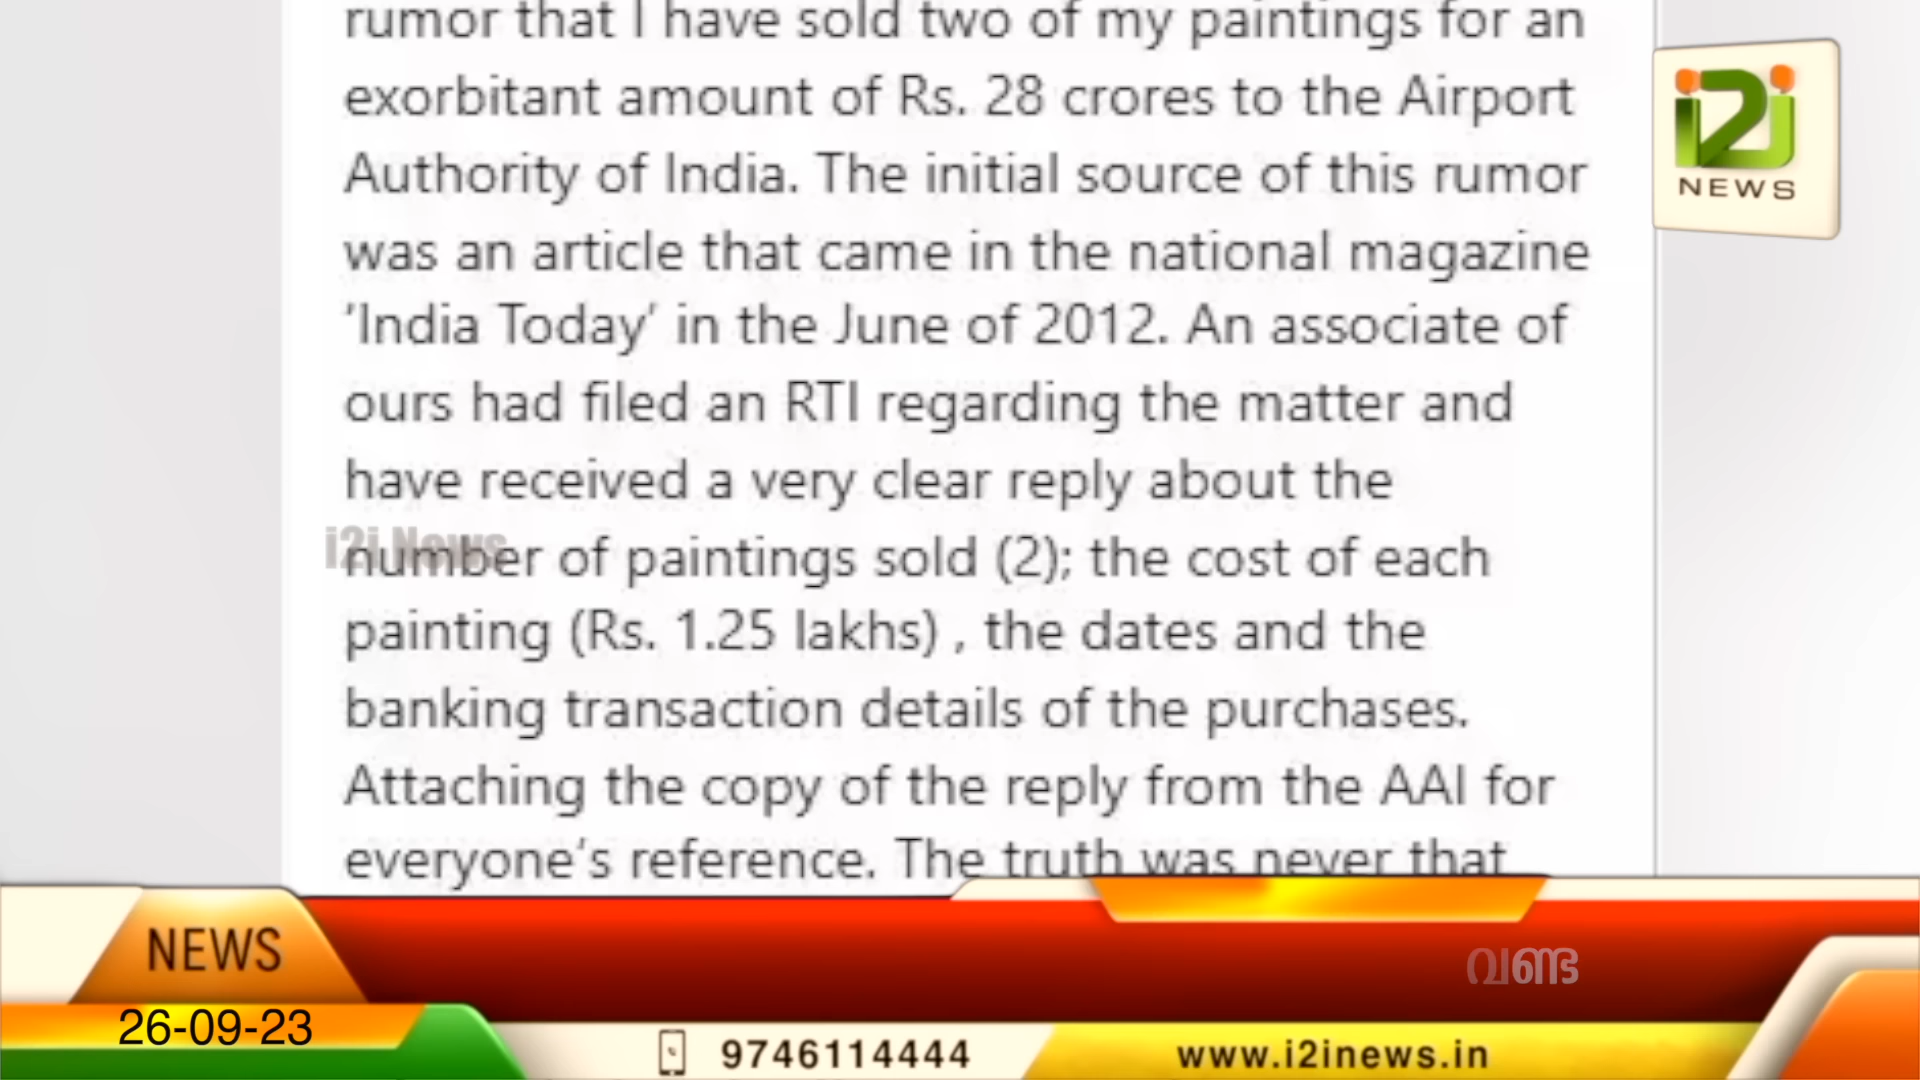 rumor that I have sold two of my paintings for an
exorbitant amount of Rs. 28 crores to the Airport
Authority of India. The initial source of this rumor
was an article that came in the national magazine
'India Today' in the June of 2012. An associate of
ours had filed an RTI regarding the matter and
have received a very clear reply about the
number of paintings sold (2); the cost of each
painting (Rs. 1.25 lakhs) , the dates and the
banking transaction details of the purchases.
Attaching the copy of the reply from the AAI for
everyone's reference. The truth was never that
i2i NEWS
i2i News
NEWS
26-09-23
9746114444
www.i2inews.in